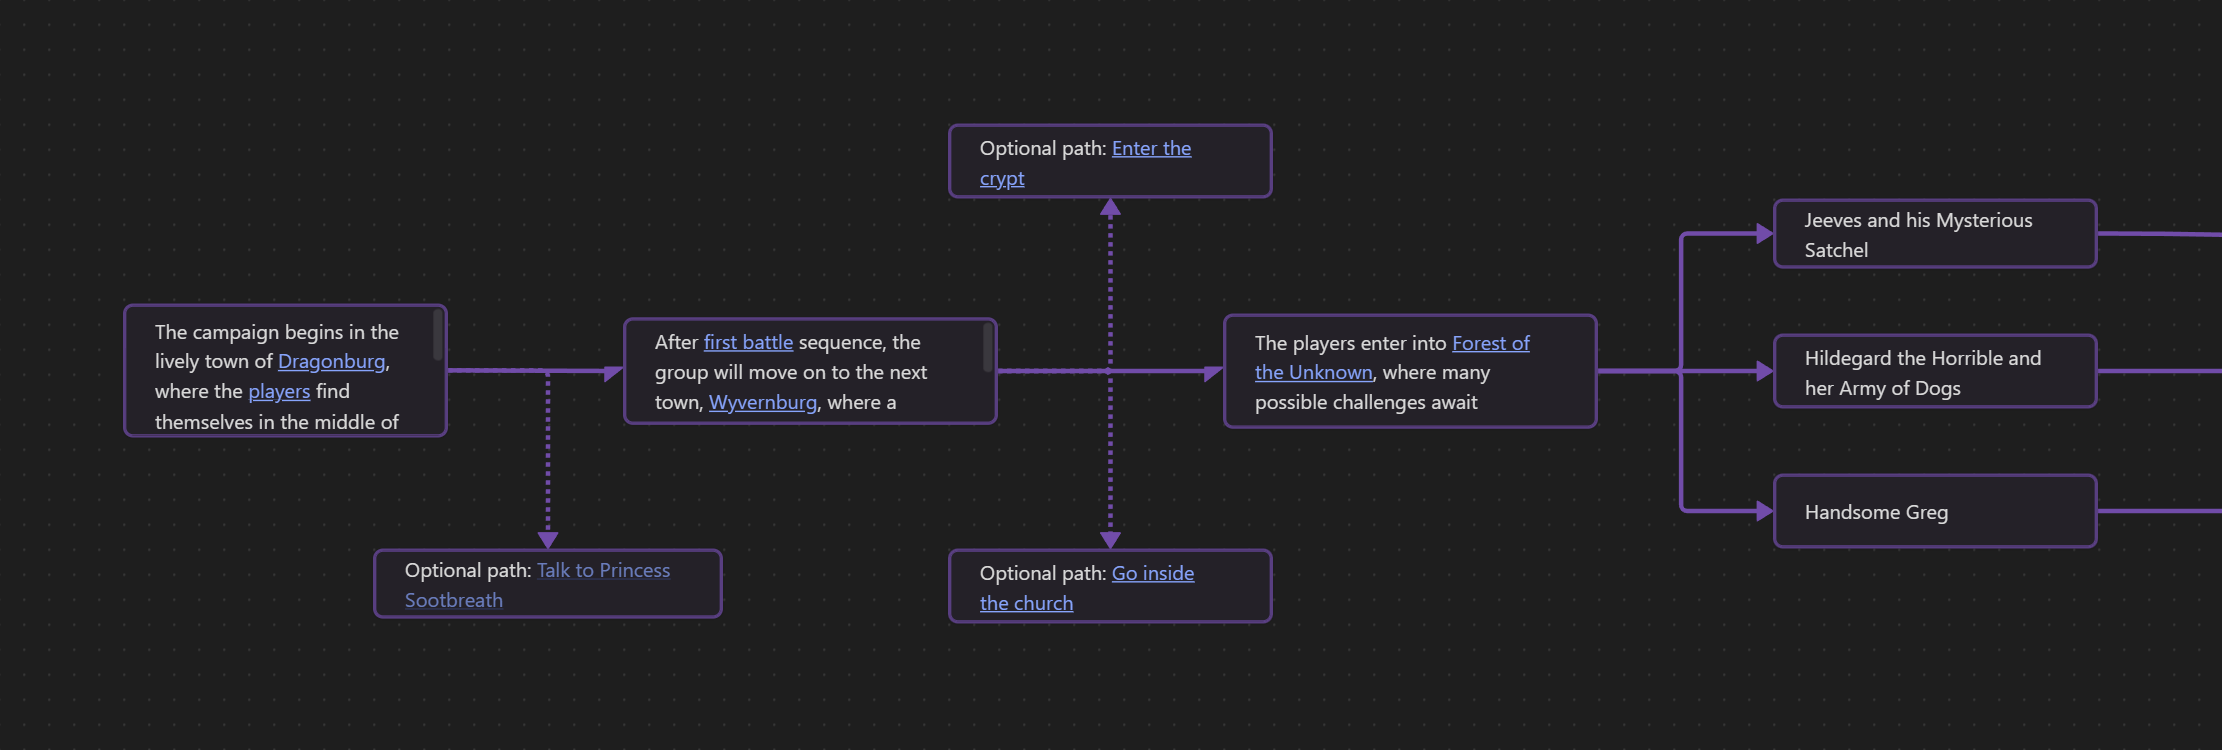 The campaign begins in the
lively town of Dragonburg,
where the players find
themselves in the middle of
Optional path: Talk to Princess
Sootbreath
After first battle sequence, the
group will move on to the next
town, Wyvernburg, where a
Optional path: Enter the
crypt
Optional path: Go inside
the church
The players enter into Forest of
the Unknown, where many
possible challenges await
Jeeves and his Mysterious
Satchel
Hildegard the Horrible and
her Army of Dogs
Handsome Greg